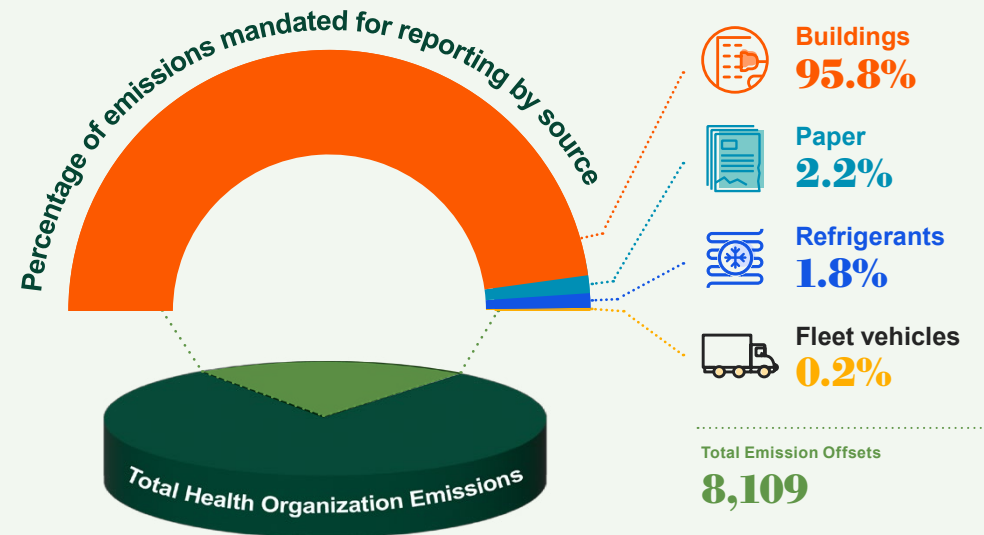 Percentage of emissions mandated for reporting by source
Buildings
95.8%
Paper
2.2%
Refrigerants
1.8%
Fleet vehicles
0.2%
Total Health Organization Emissions
Total Emission Offsets
8,109